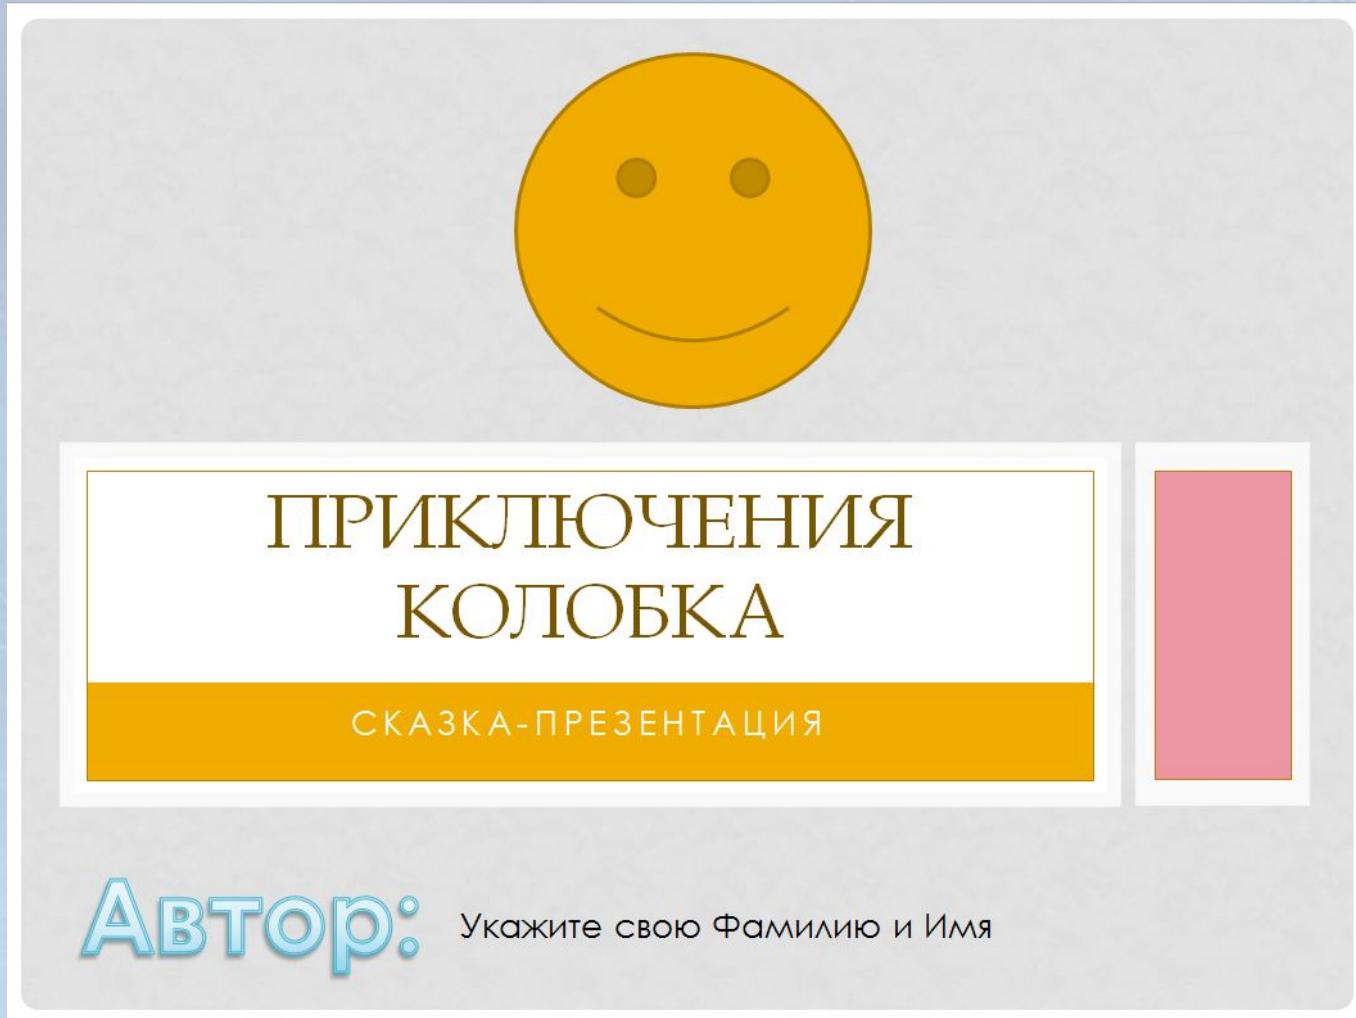 ПРИКЛЮЧЕНИЯ
КОЛОБКА
СКАЗКА-ПРЕЗЕНТАЦИЯ
Автор:
Укажите свою Фамилию и Имя